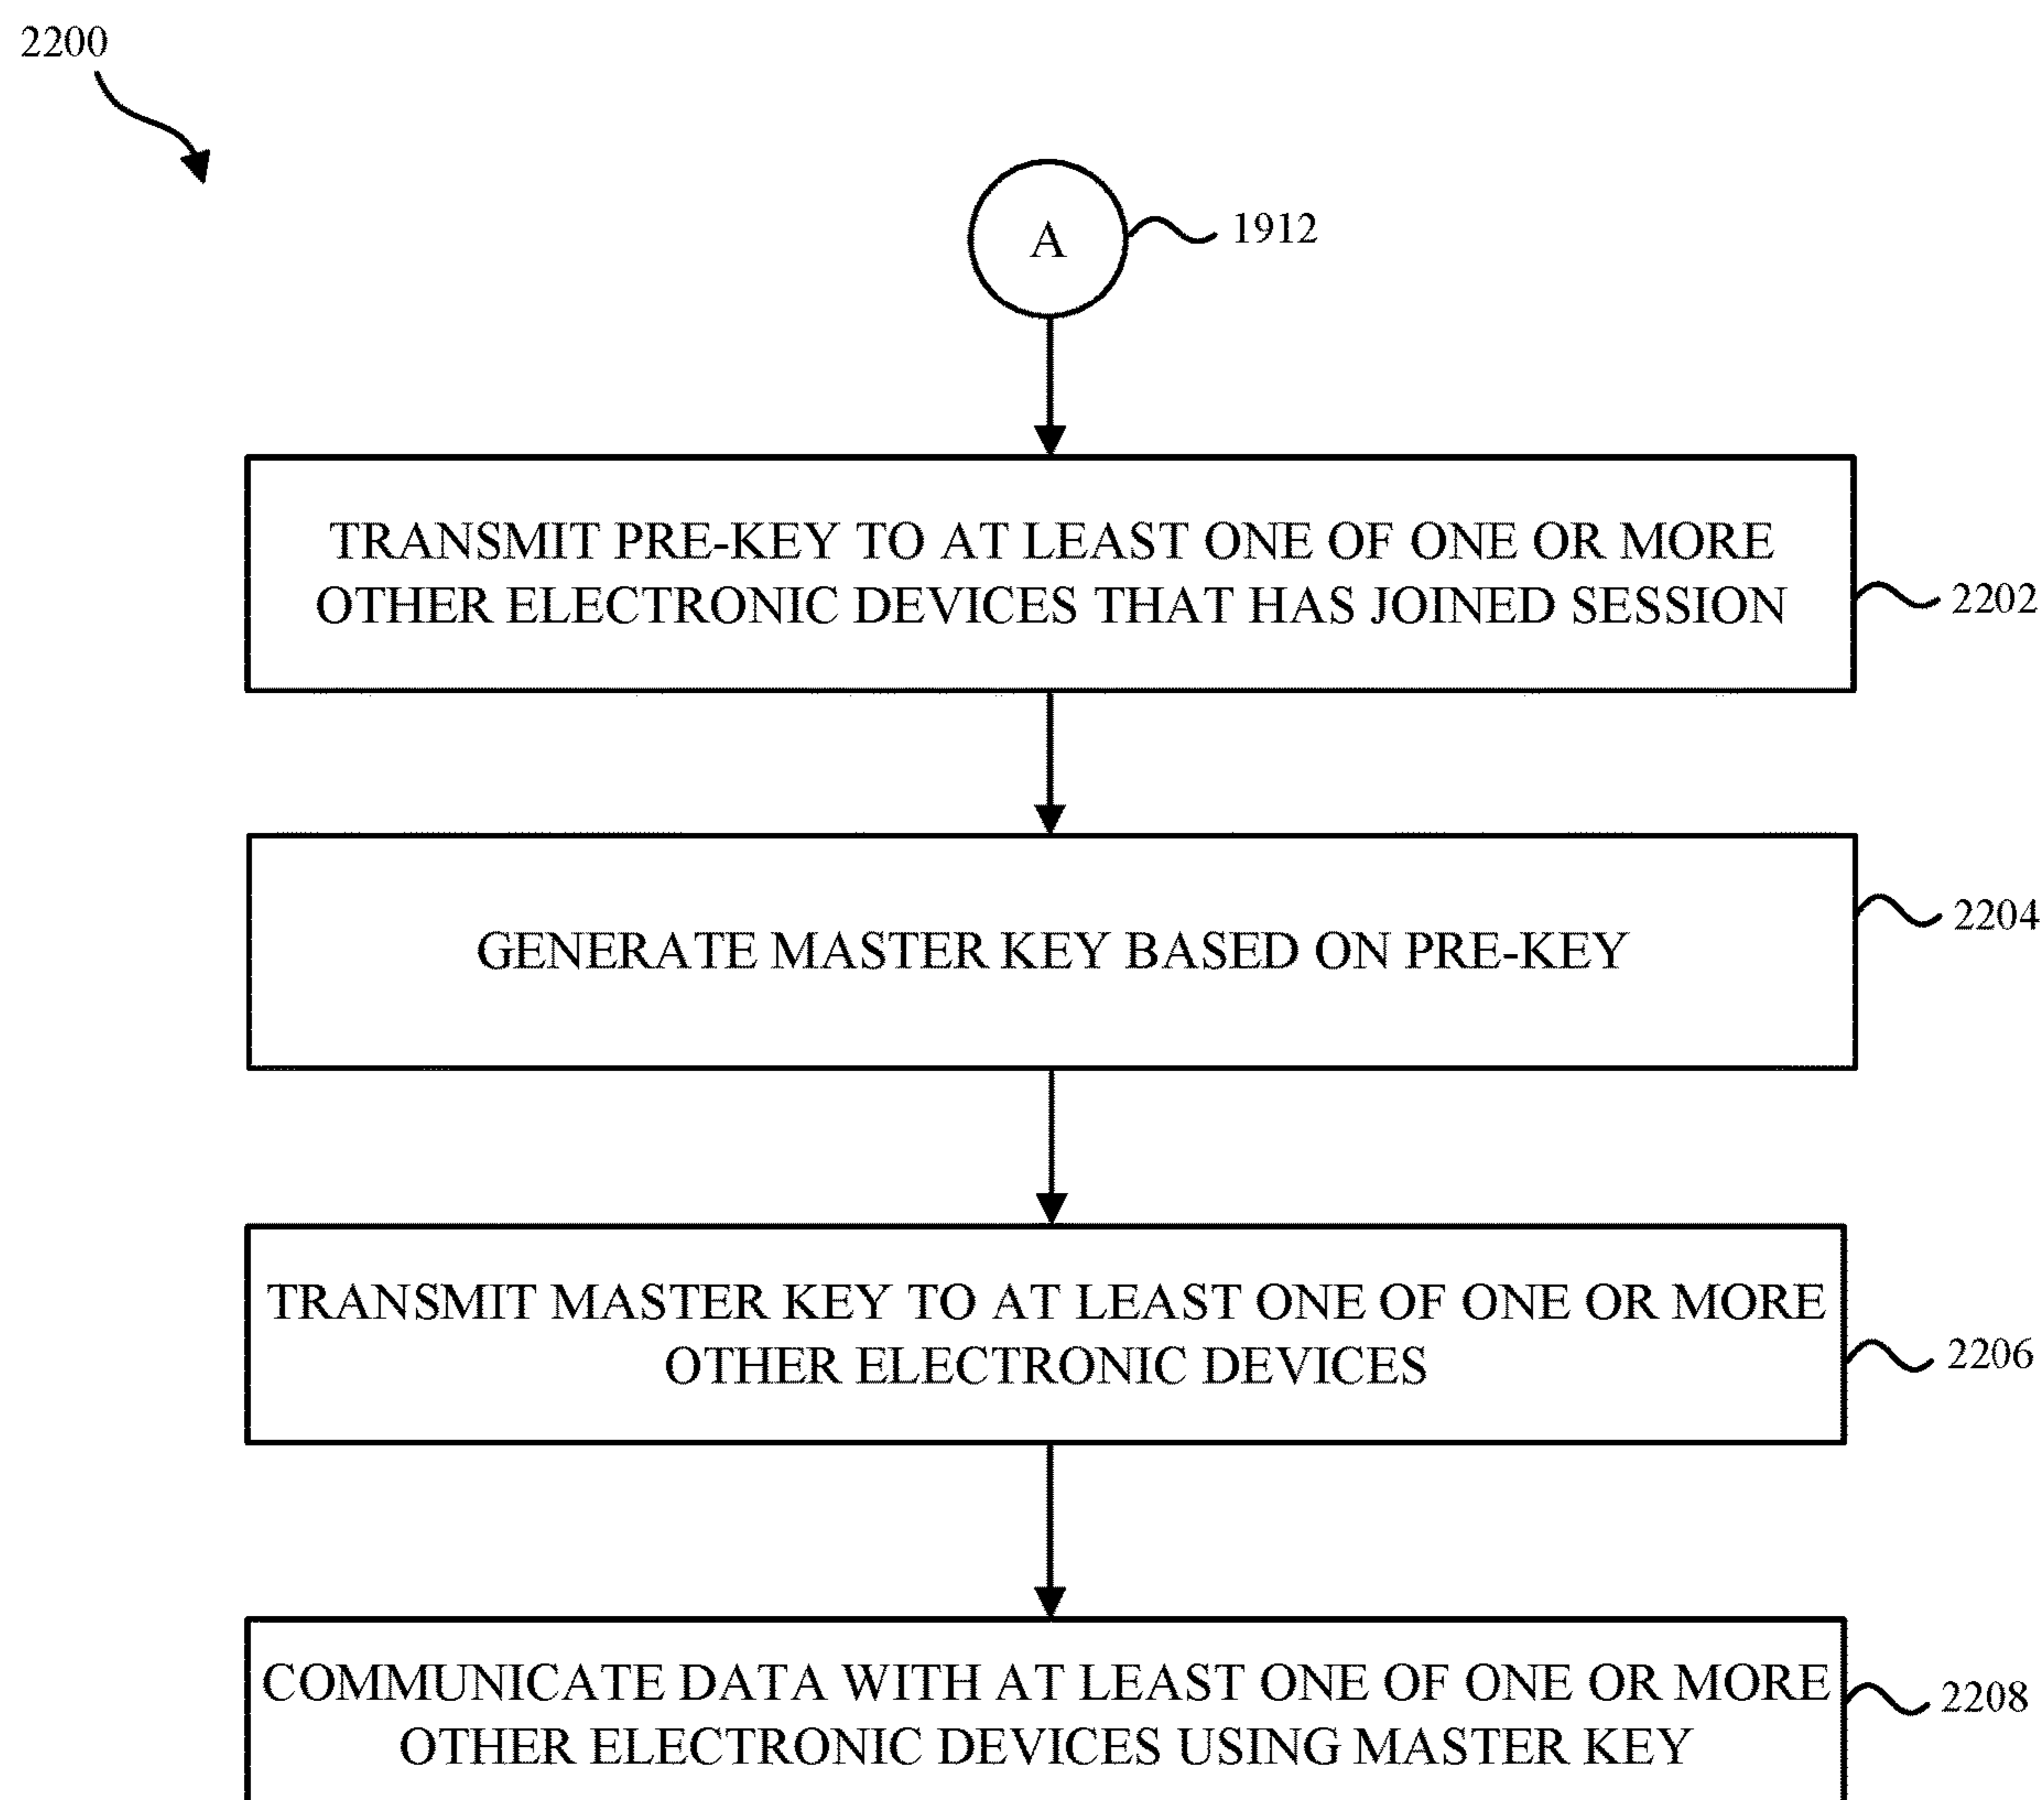 2200
A
1912
TRANSMIT PRE-KEY TO AT LEAST ONE OF ONE OR MORE
OTHER ELECTRONIC DEVICES THAT HAS JOINED SESSION
2202
GENERATE MASTER KEY BASED ON PRE-KEY
2204
TRANSMIT MASTER KEY TO AT LEAST ONE OF ONE OR MORE
OTHER ELECTRONIC DEVICES
2206
COMMUNICATE DATA WITH AT LEAST ONE OF ONE OR MORE
OTHER ELECTRONIC DEVICES USING MASTER KEY
2208